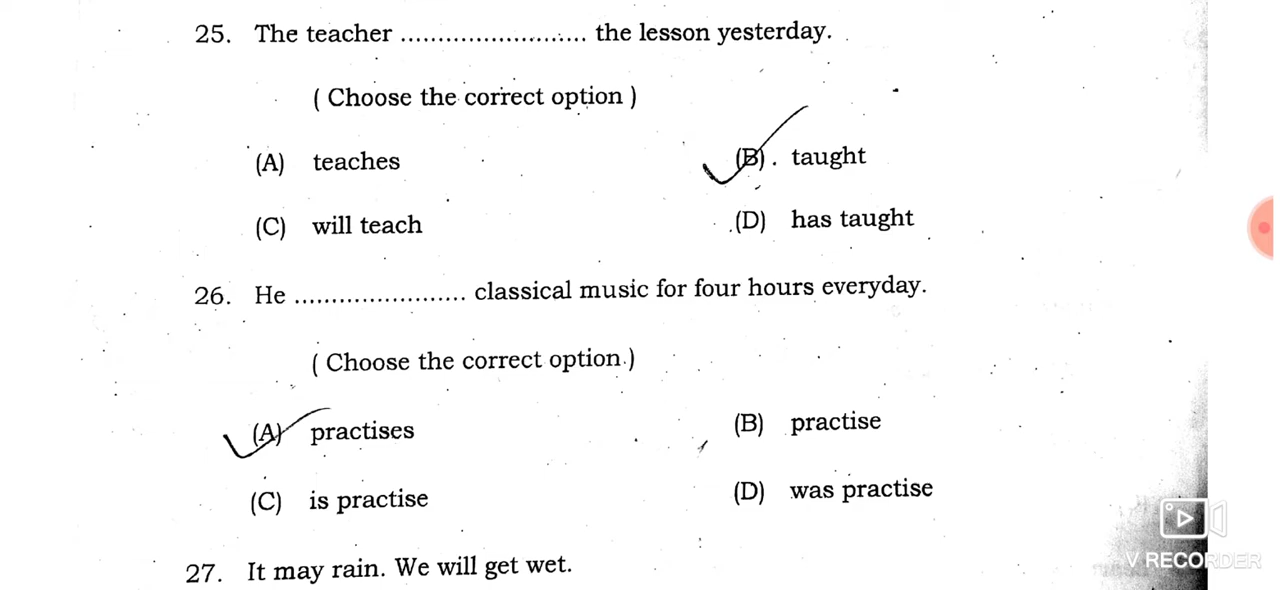 25. The teacher ......................... the lesson yesterday.
( Choose the correct option )
(A) teaches (B). taught
(C) will teach (D) has taught
26. He ....................... classical music for four hours everyday.
( Choose the correct option.)
(A) practises (B) practise
(C) is practise (D) was practise
27. It may rain. We will get wet.
V RECORDER